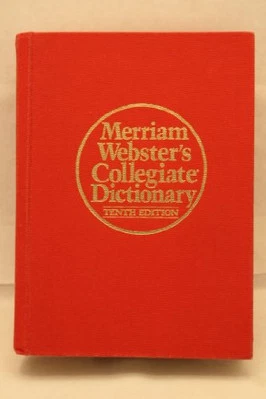 Merriam
Webster's
Collegiate®
Dictionary
TENTH EDITION